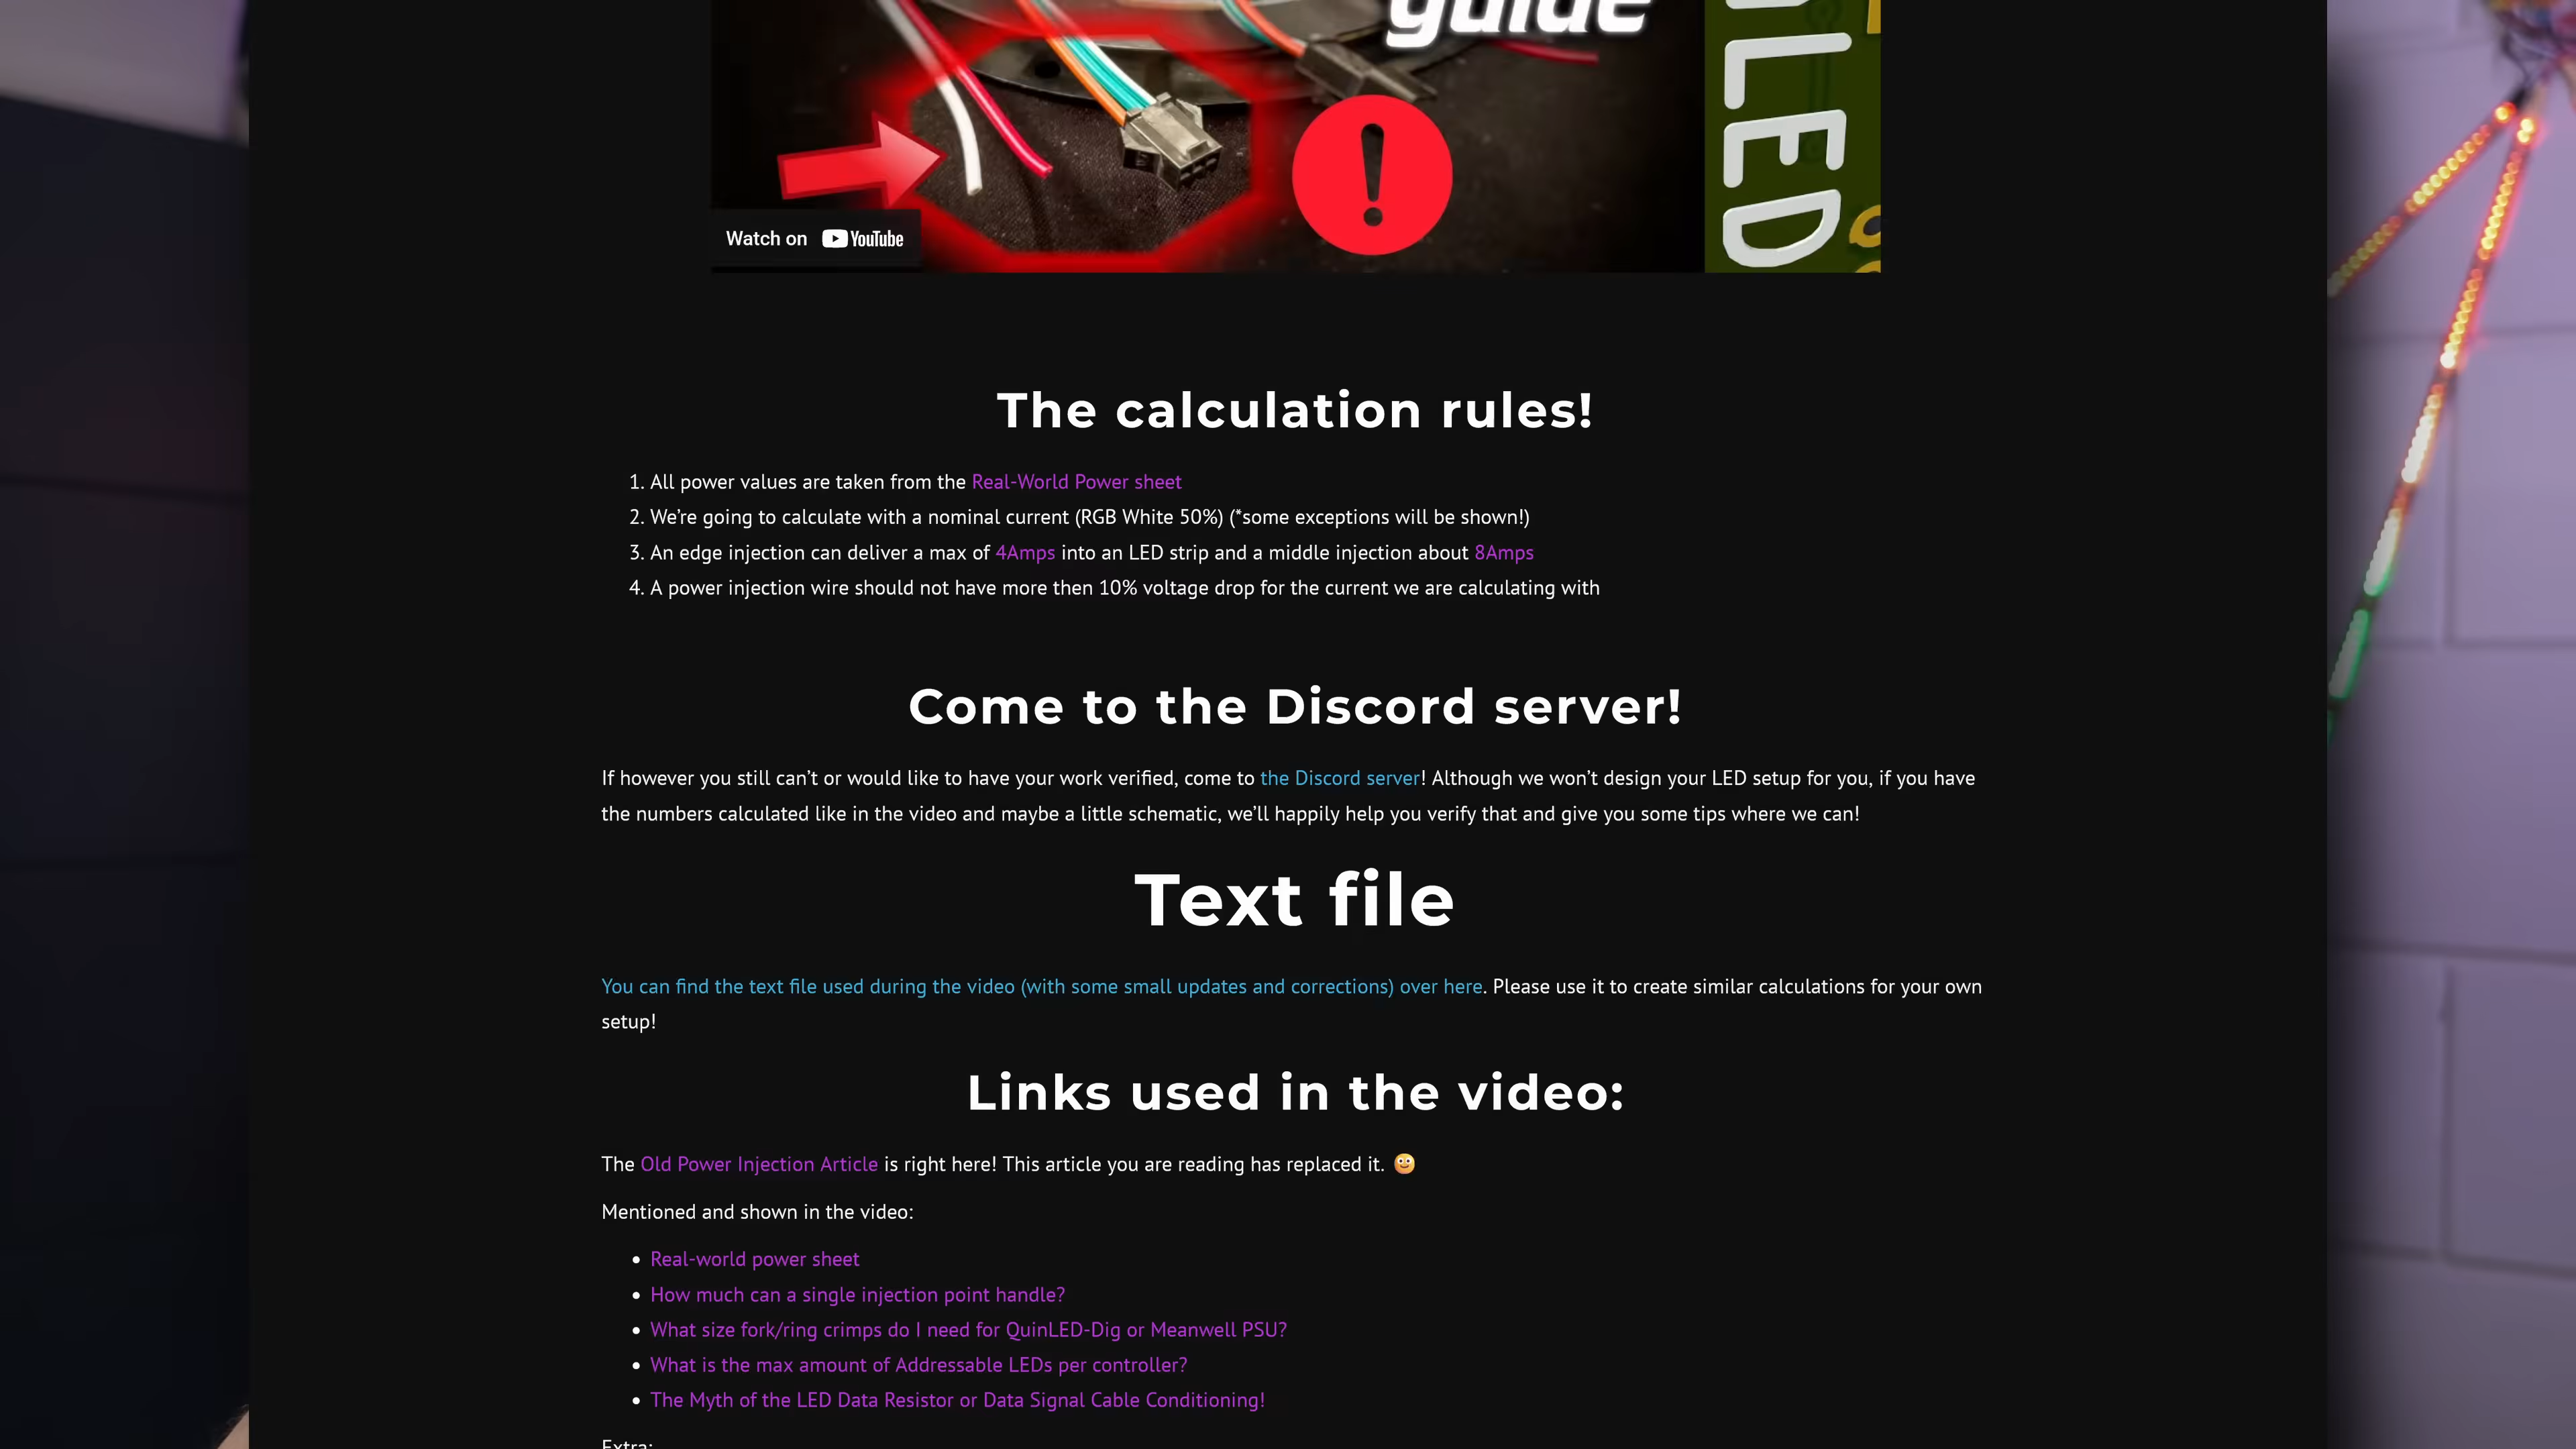 guide
LED
Watch on YouTube
The calculation rules!
1. All power values are taken from the Real-World Power sheet
2. We're going to calculate with a nominal current (RGB White 50%) (*some exceptions will be shown!)
3. An edge injection can deliver a max of 4Amps into an LED strip and a middle injection about 8Amps
4. A power injection wire should not have more then 10% voltage drop for the current we are calculating with
Come to the Discord server!
If however you still can't or would like to have your work verified, come to the Discord server! Although we won't design your LED setup for you, if you have
the numbers calculated like in the video and maybe a little schematic, we'll happily help you verify that and give you some tips where we can!
Text file
You can find the text file used during the video (with some small updates and corrections) over here. Please use it to create similar calculations for your own
setup!
Links used in the video:
The Old Power Injection Article is right here! This article you are reading has replaced it.
Mentioned and shown in the video:
• Real-world power sheet
• How much can a single injection point handle?
• What size fork/ring crimps do I need for QuinLED-Dig or Meanwell PSU?
• What is the max amount of Addressable LEDs per controller?
• The Myth of the LED Data Resistor or Data Signal Cable Conditioning!
Extra: